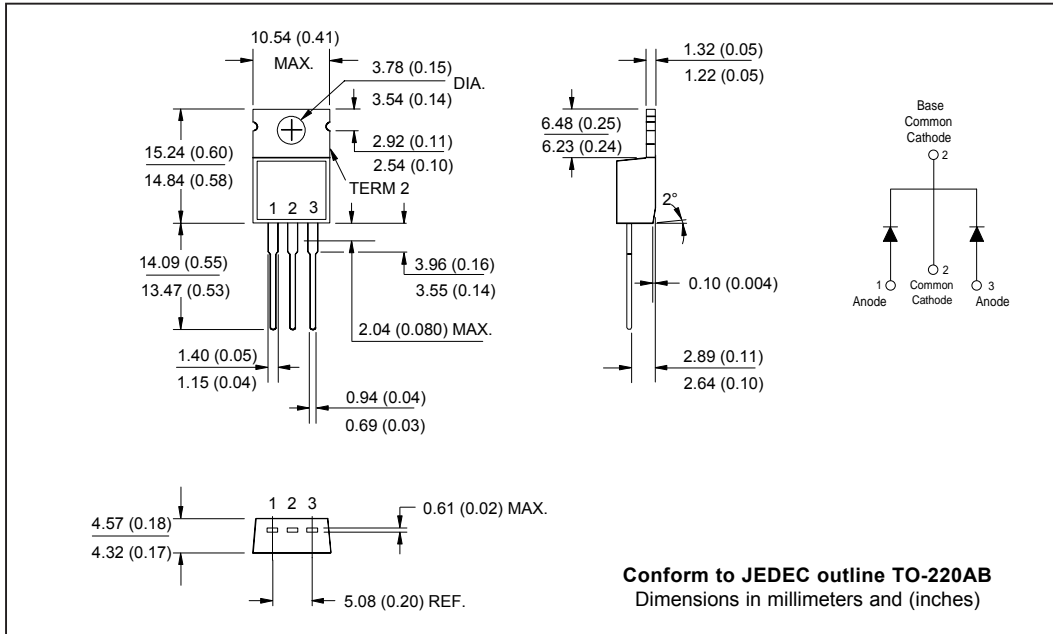 10.54 (0.41)
MAX.
3.78 (0.15)
DIA.
3.54 (0.14)
15.24 (0.60)
14.84 (0.58)
2.92 (0.11)
2.54 (0.10)
TERM 2
1 2 3
14.09 (0.55)
13.47 (0.53)
3.96 (0.16)
3.55 (0.14)
2.04 (0.080) MAX.
1.40 (0.05)
1.15 (0.04)
0.94 (0.04)
0.69 (0.03)
1.32 (0.05)
1.22 (0.05)
6.48 (0.25)
6.23 (0.24)
2°
0.10 (0.004)
2.89 (0.11)
2.64 (0.10)
Base
Common
Cathode
2
1
Anode
2
Common
Cathode
3
Anode
1 2 3
4.57 (0.18)
4.32 (0.17)
0.61 (0.02) MAX.
5.08 (0.20) REF.
Conform to JEDEC outline TO-220AB
Dimensions in millimeters and (inches)